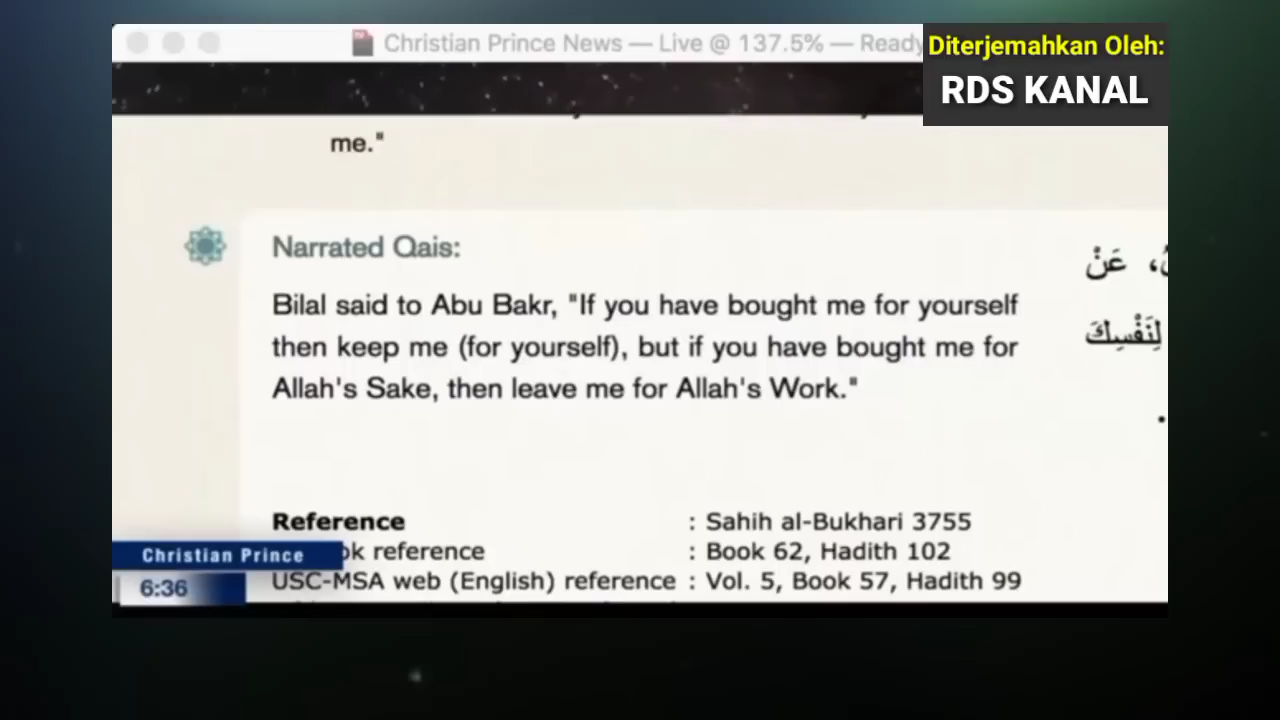 Christian Prince News — Live @ 137.5% — Ready
Diterjemahkan Oleh:
RDS KANAL
me."
Narrated Qais:
Bilal said to Abu Bakr, "If you have bought me for yourself
then keep me (for yourself), but if you have bought me for
Allah's Sake, then leave me for Allah's Work."
، عَنْ
لِنَفْسِكَ
.
Reference : Sahih al-Bukhari 3755
ok reference : Book 62, Hadith 102
USC-MSA web (English) reference : Vol. 5, Book 57, Hadith 99
Christian Prince
6:36